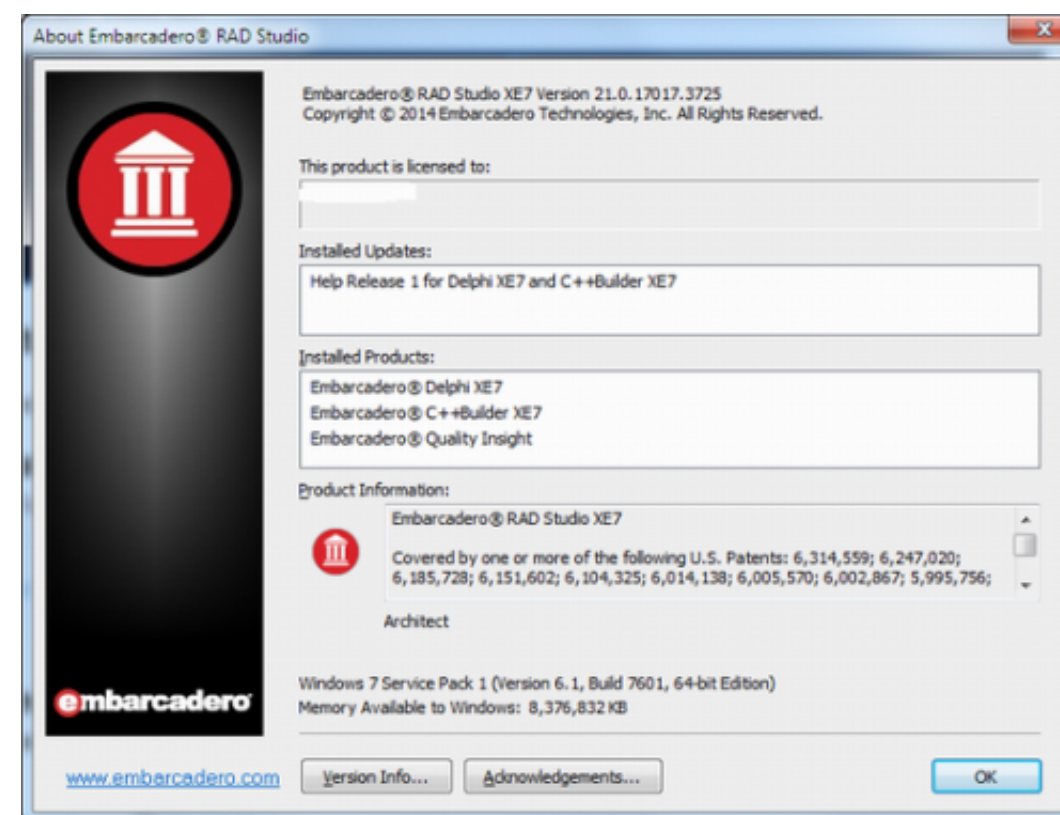 About Embarcadero® RAD Studio
Embarcadero® RAD Studio XE7 Version 21.0.17017.3725
Copyright © 2014 Embarcadero Technologies, Inc. All Rights Reserved.
This product is licensed to:
Installed Updates:
Help Release 1 for Delphi XE7 and C++Builder XE7
Installed Products:
Embarcadero® Delphi XE7
Embarcadero® C++Builder XE7
Embarcadero® Quality Insight
Product Information:
Embarcadero® RAD Studio XE7
Covered by one or more of the following U.S. Patents: 6,314,559; 6,247,020;
6,185,728; 6,151,602; 6,104,325; 6,014,138; 6,005,570; 6,002,867; 5,995,756;
Architect
embarcadero
Windows 7 Service Pack 1 (Version 6.1, Build 7601, 64-bit Edition)
Memory Available to Windows: 8,376,832 KB
www.embarcadero.com
Version Info...
Acknowledgements...
OK